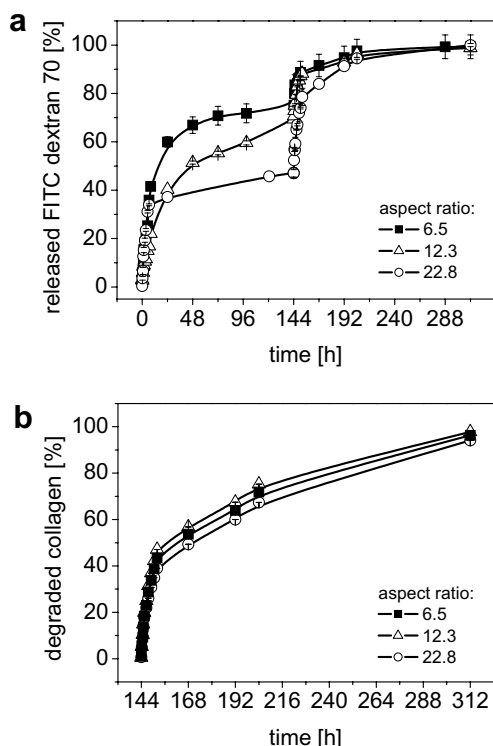 a
released FITC dextran 70 [%]
100
80
60
40
20
0
aspect ratio:
6.5
12.3
22.8
0 48 96 144 192 240 288
time [h]
b
degraded collagen [%]
100
80
60
40
20
0
aspect ratio:
6.5
12.3
22.8
144 168 192 216 240 264 288 312
time [h]